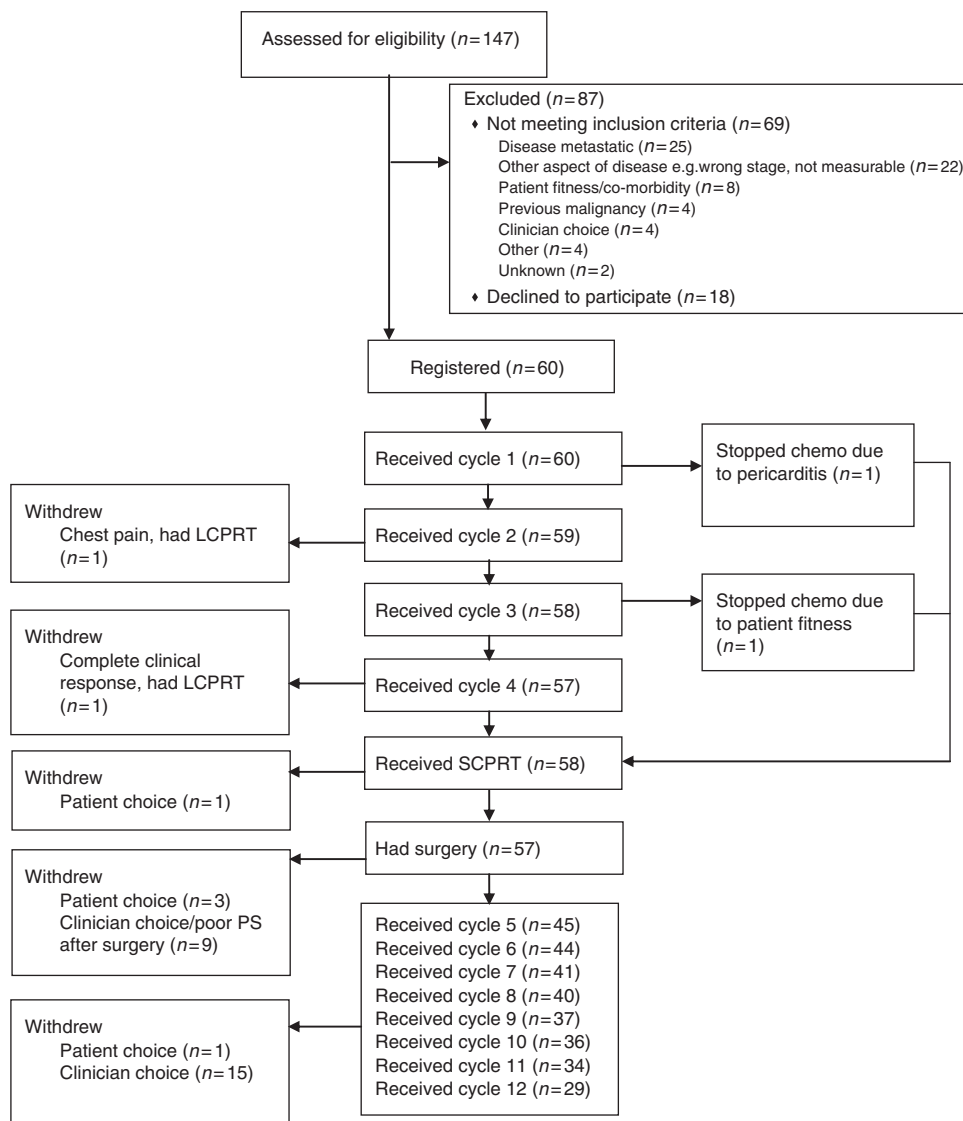 Assessed for eligibility (n=147)
Excluded (n=87)
♦ Not meeting inclusion criteria (n=69)
Disease metastatic (n=25)
Other aspect of disease e.g.wrong stage, not measurable (n=22)
Patient fitness/co-morbidity (n=8)
Previous malignancy (n=4)
Clinician choice (n=4)
Other (n=4)
Unknown (n=2)
♦ Declined to participate (n=18)
Registered (n=60)
Received cycle 1 (n=60)
Stopped chemo due
to pericarditis (n=1)
Withdrew
Chest pain, had LCPRT
(n=1)
Received cycle 2 (n=59)
Received cycle 3 (n=58)
Stopped chemo due
to patient fitness
(n=1)
Withdrew
Complete clinical
response, had LCPRT
(n=1)
Received cycle 4 (n=57)
Received SCPRT (n=58)
Withdrew
Patient choice (n=1)
Had surgery (n=57)
Withdrew
Patient choice (n=3)
Clinician choice/poor PS
after surgery (n=9)
Received cycle 5 (n=45)
Received cycle 6 (n=44)
Received cycle 7 (n=41)
Received cycle 8 (n=40)
Received cycle 9 (n=37)
Received cycle 10 (n=36)
Received cycle 11 (n=34)
Received cycle 12 (n=29)
Withdrew
Patient choice (n=1)
Clinician choice (n=15)